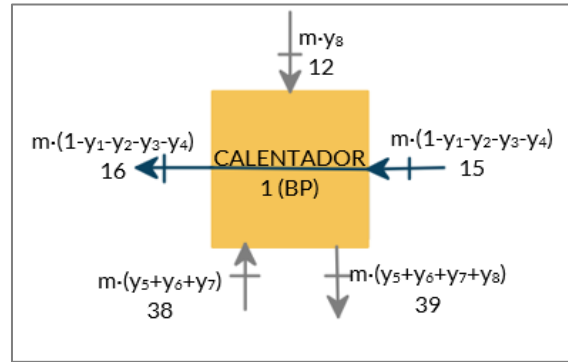 m·y₈
12
m·(1-y₁-y₂-y₃-y₄)
16
CALENTADOR
1 (BP)
m·(1-y₁-y₂-y₃-y₄)
15
m·(y₅+y₆+y₇)
38
m·(y₅+y₆+y₇+y₈)
39